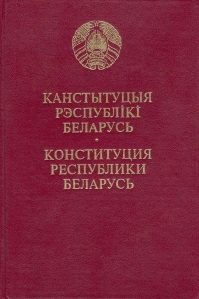 КАНСТЫТУЦЫЯ
РЭСПУБЛІКІ
БЕЛАРУСЬ
•
КОНСТИТУЦИЯ
РЕСПУБЛИКИ
БЕЛАРУСЬ